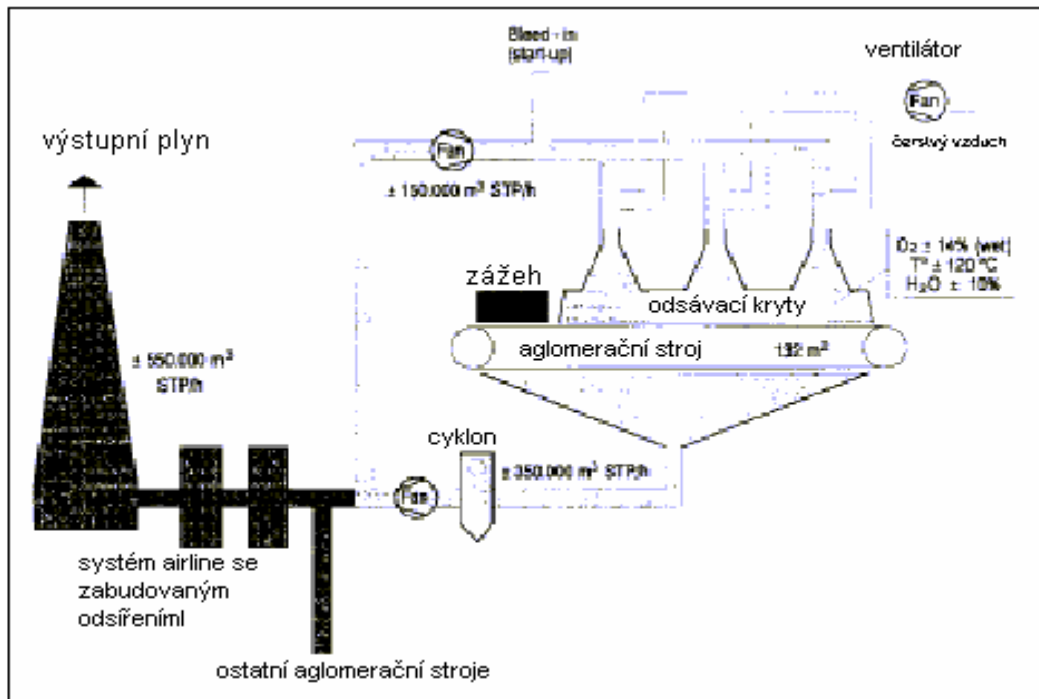 Bleed - in
(start-up)
ventilátor
Fan
čerstvý vzduch
výstupní plyn
Fan
± 150.000 m³ STP/h
O₂ ± 14% (wet)
T° ± 120 °C
H₂O ± 10%
zážeh
odsávací kryty
aglomerační stroj
± 550.000 m³
STP/h
cyklon
± 350.000 m³ STP/h
Fan
systém airline se
zabudovaným
odsířenímI
ostatní aglomerační stroje